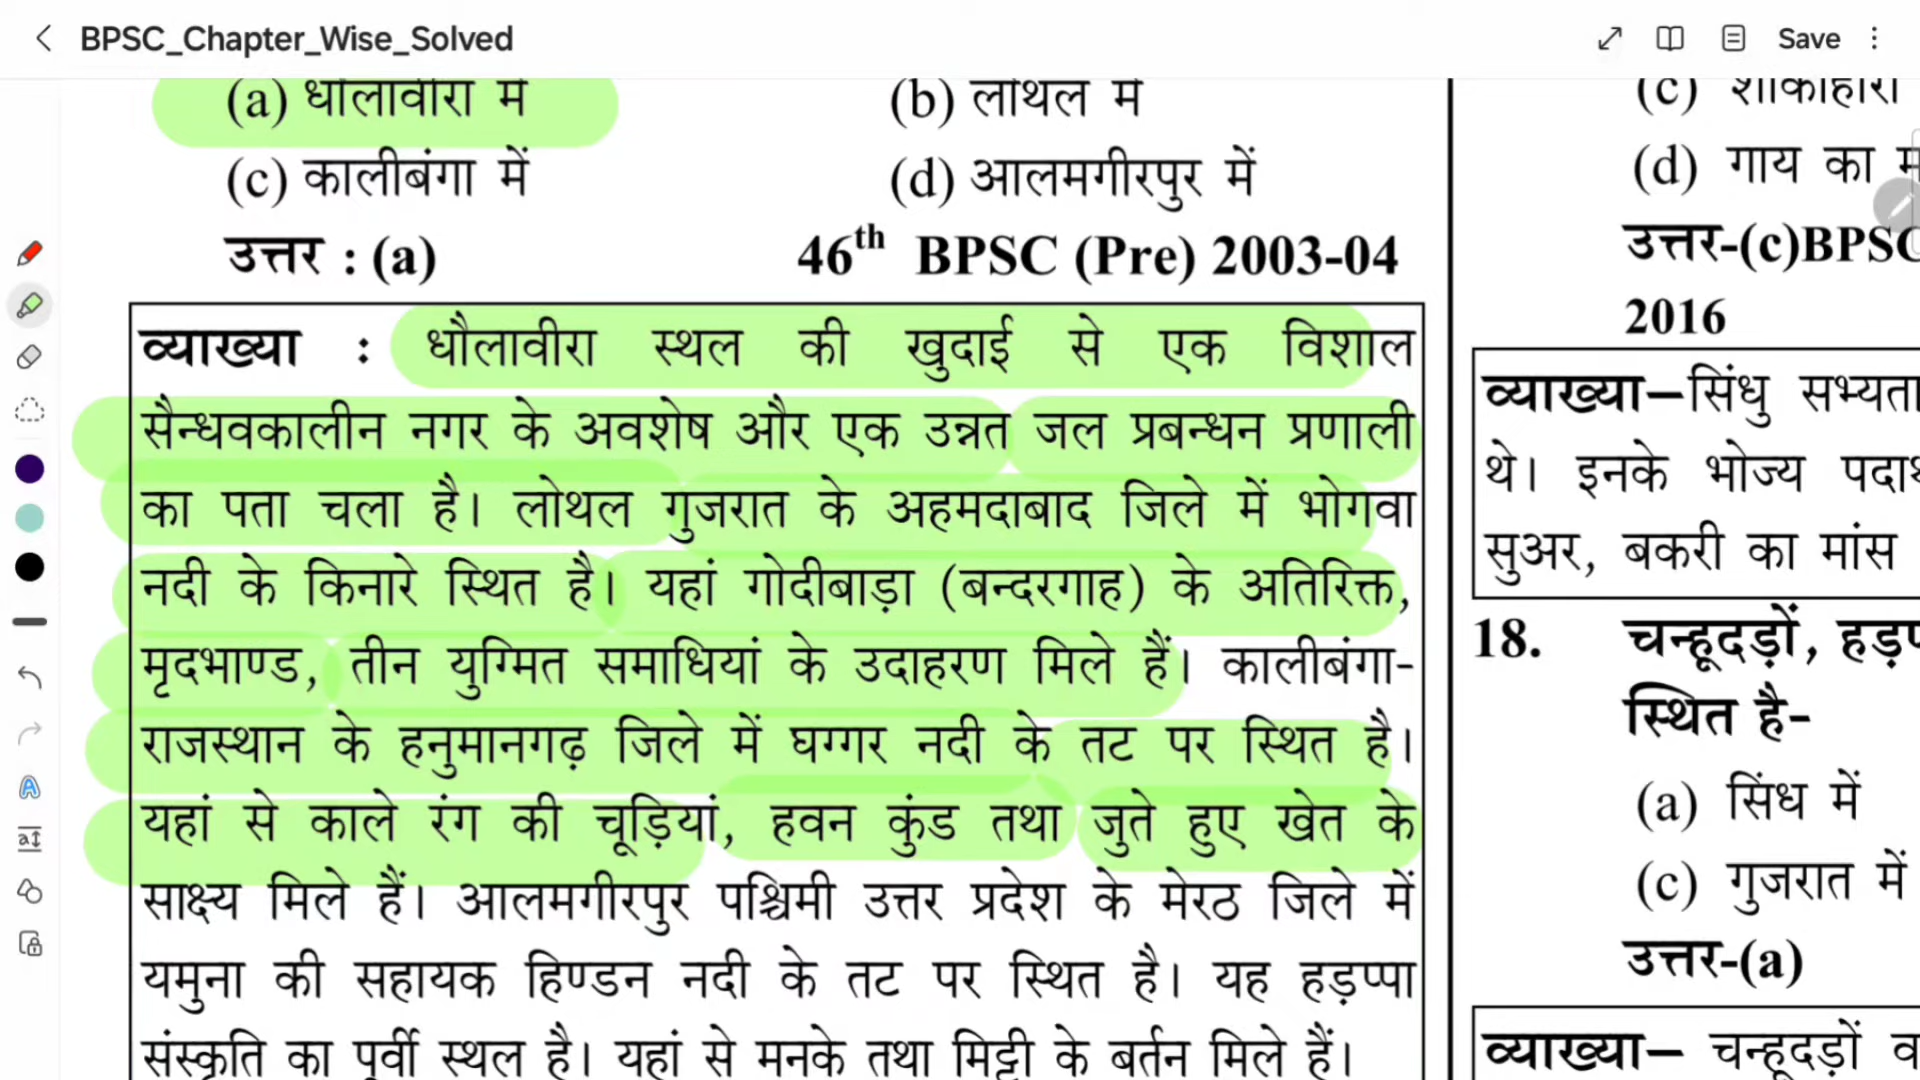 BPSC_Chapter_Wise_Solved
Save
(a) धौलावीरा में (b) लोथल में
(c) कालीबंगा में (d) आलमगीरपुर में
उत्तर : (a) 46th BPSC (Pre) 2003-04
व्याख्या : धौलावीरा स्थल की खुदाई से एक विशाल
सैन्धवकालीन नगर के अवशेष और एक उन्नत जल प्रबन्धन प्रणाली
का पता चला है। लोथल गुजरात के अहमदाबाद जिले में भोगवा
नदी के किनारे स्थित है। यहां गोदीबाड़ा (बन्दरगाह) के अतिरिक्त,
मृदभाण्ड, तीन युग्मित समाधियां के उदाहरण मिले हैं। कालीबंगा-
राजस्थान के हनुमानगढ़ जिले में घग्गर नदी के तट पर स्थित है।
यहां से काले रंग की चूड़ियां, हवन कुंड तथा जुते हुए खेत के
साक्ष्य मिले हैं। आलमगीरपुर पश्चिमी उत्तर प्रदेश के मेरठ जिले में
यमुना की सहायक हिण्डन नदी के तट पर स्थित है। यह हड़प्पा
संस्कृति का पूर्वी स्थल है। यहां से मनके तथा मिट्टी के बर्तन मिले हैं।
(c) शाकाहारी
(d) गाय का
उत्तर-(c)BPSC
2016
व्याख्या–सिंधु सभ्यता
थे। इनके भोज्य
सुअर, बकरी का मांस
18. चन्हूदड़ों,
स्थित है-
(a) सिंध में
(c) गुजरात में
उत्तर-(a)
व्याख्या– चन्हूदड़ों